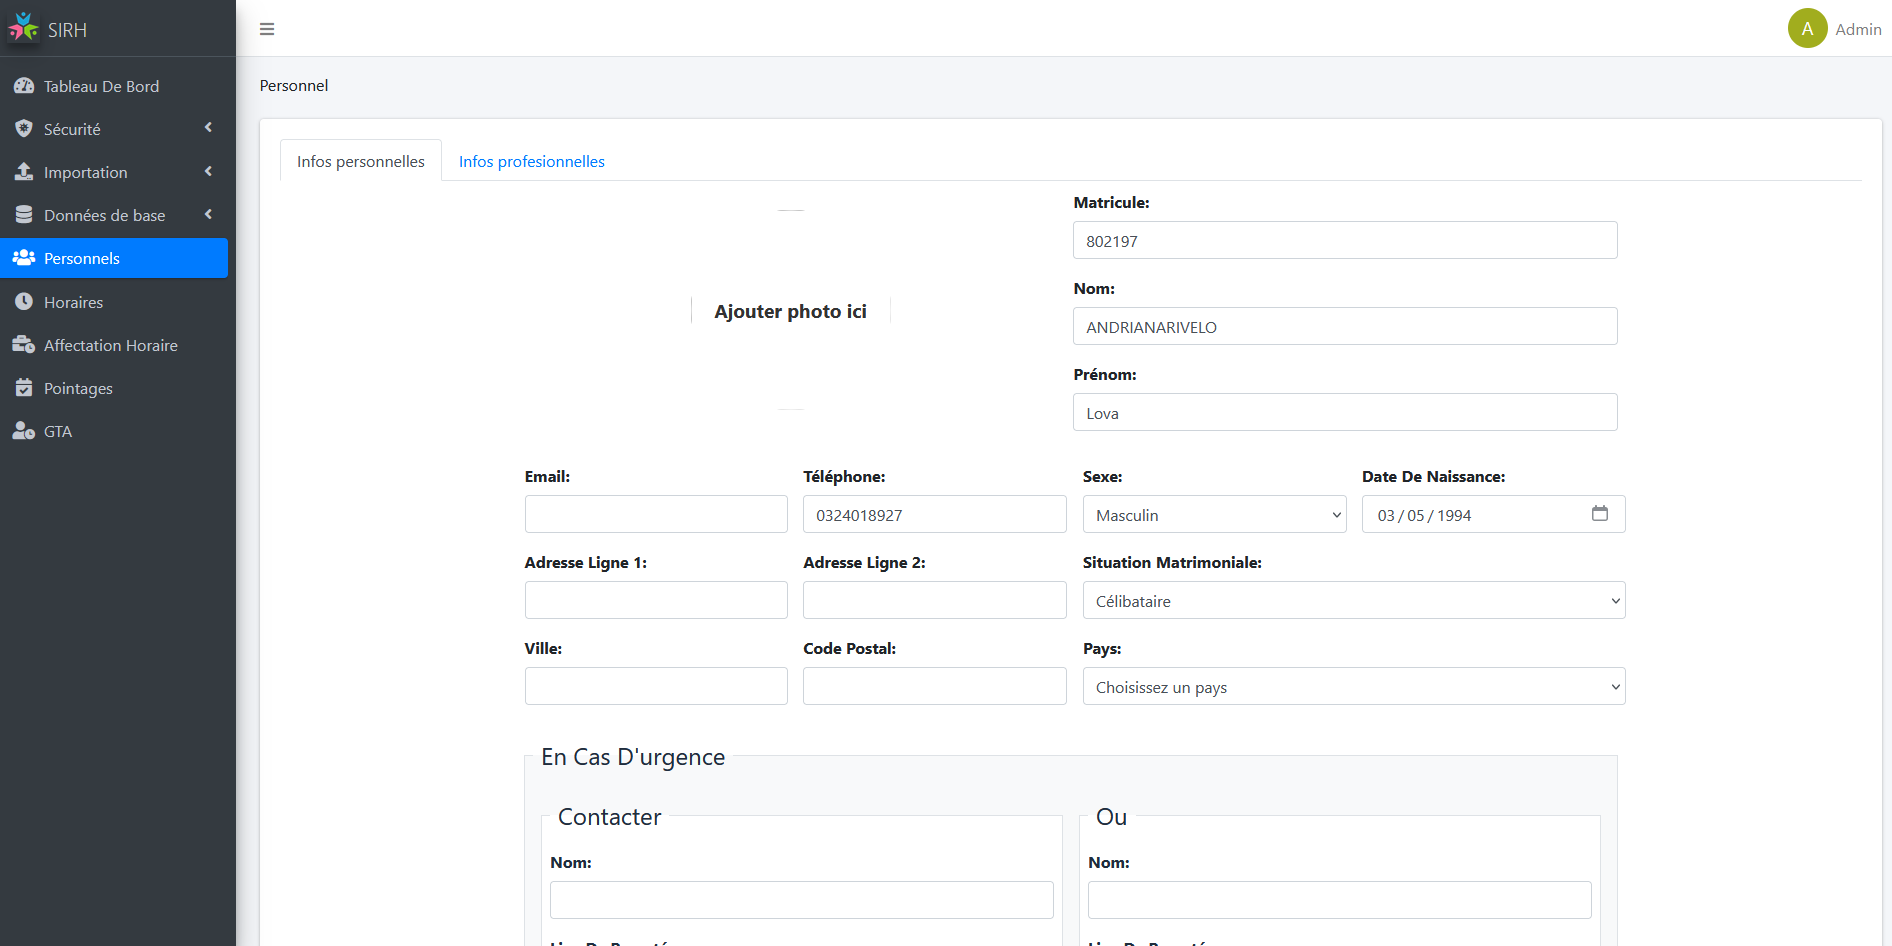 SIRH
Admin
Tableau De Bord
Sécurité
Importation
Données de base
Personnels
Horaires
Affectation Horaire
Pointages
GTA
Personnel
Infos personnelles
Infos profesionnelles
Ajouter photo ici
Matricule:
802197
Nom:
ANDRIANARIVELO
Prénom:
Lova
Email:
Téléphone:
0324018927
Sexe:
Masculin
Date De Naissance:
03/05/1994
Adresse Ligne 1:
Adresse Ligne 2:
Situation Matrimoniale:
Célibataire
Ville:
Code Postal:
Pays:
Choisissez un pays
En Cas D'urgence
Contacter
Nom:
Ou
Nom: